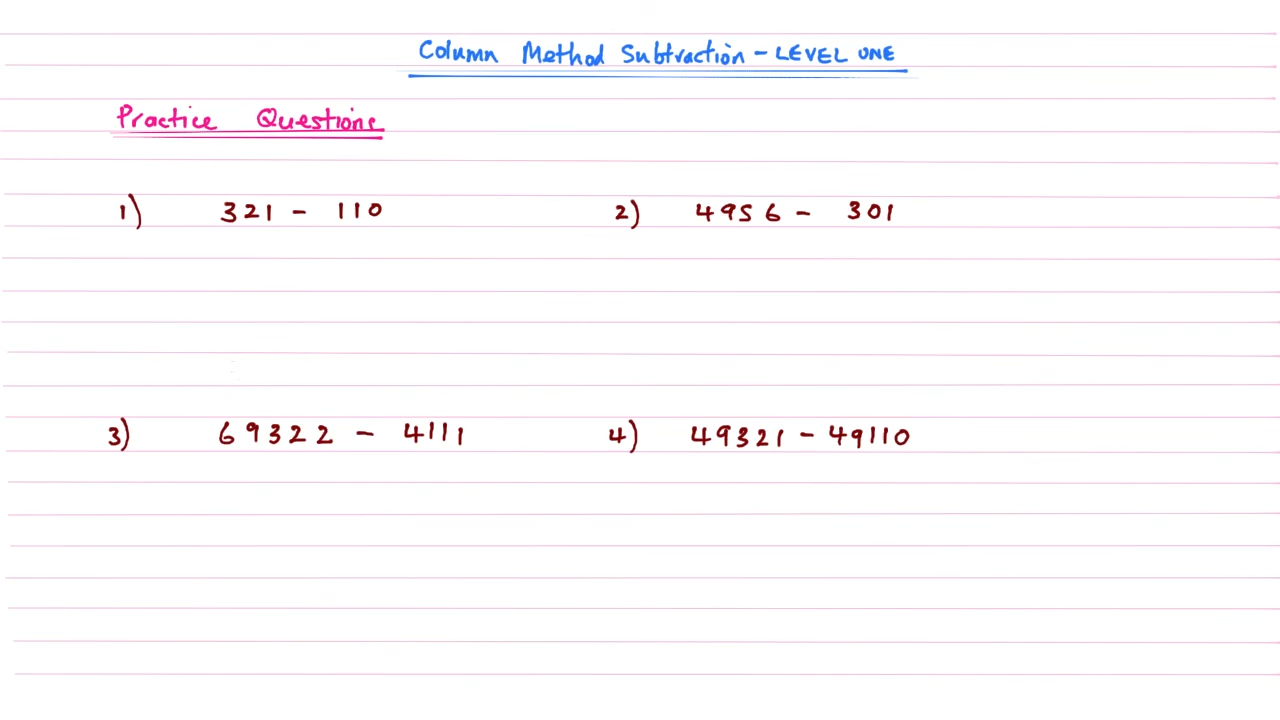 Column Method Subtraction - LEVEL ONE
Practice Questions
1) 321 - 110
2) 4956 - 301
3) 69322 - 4111
4) 49321 - 49110